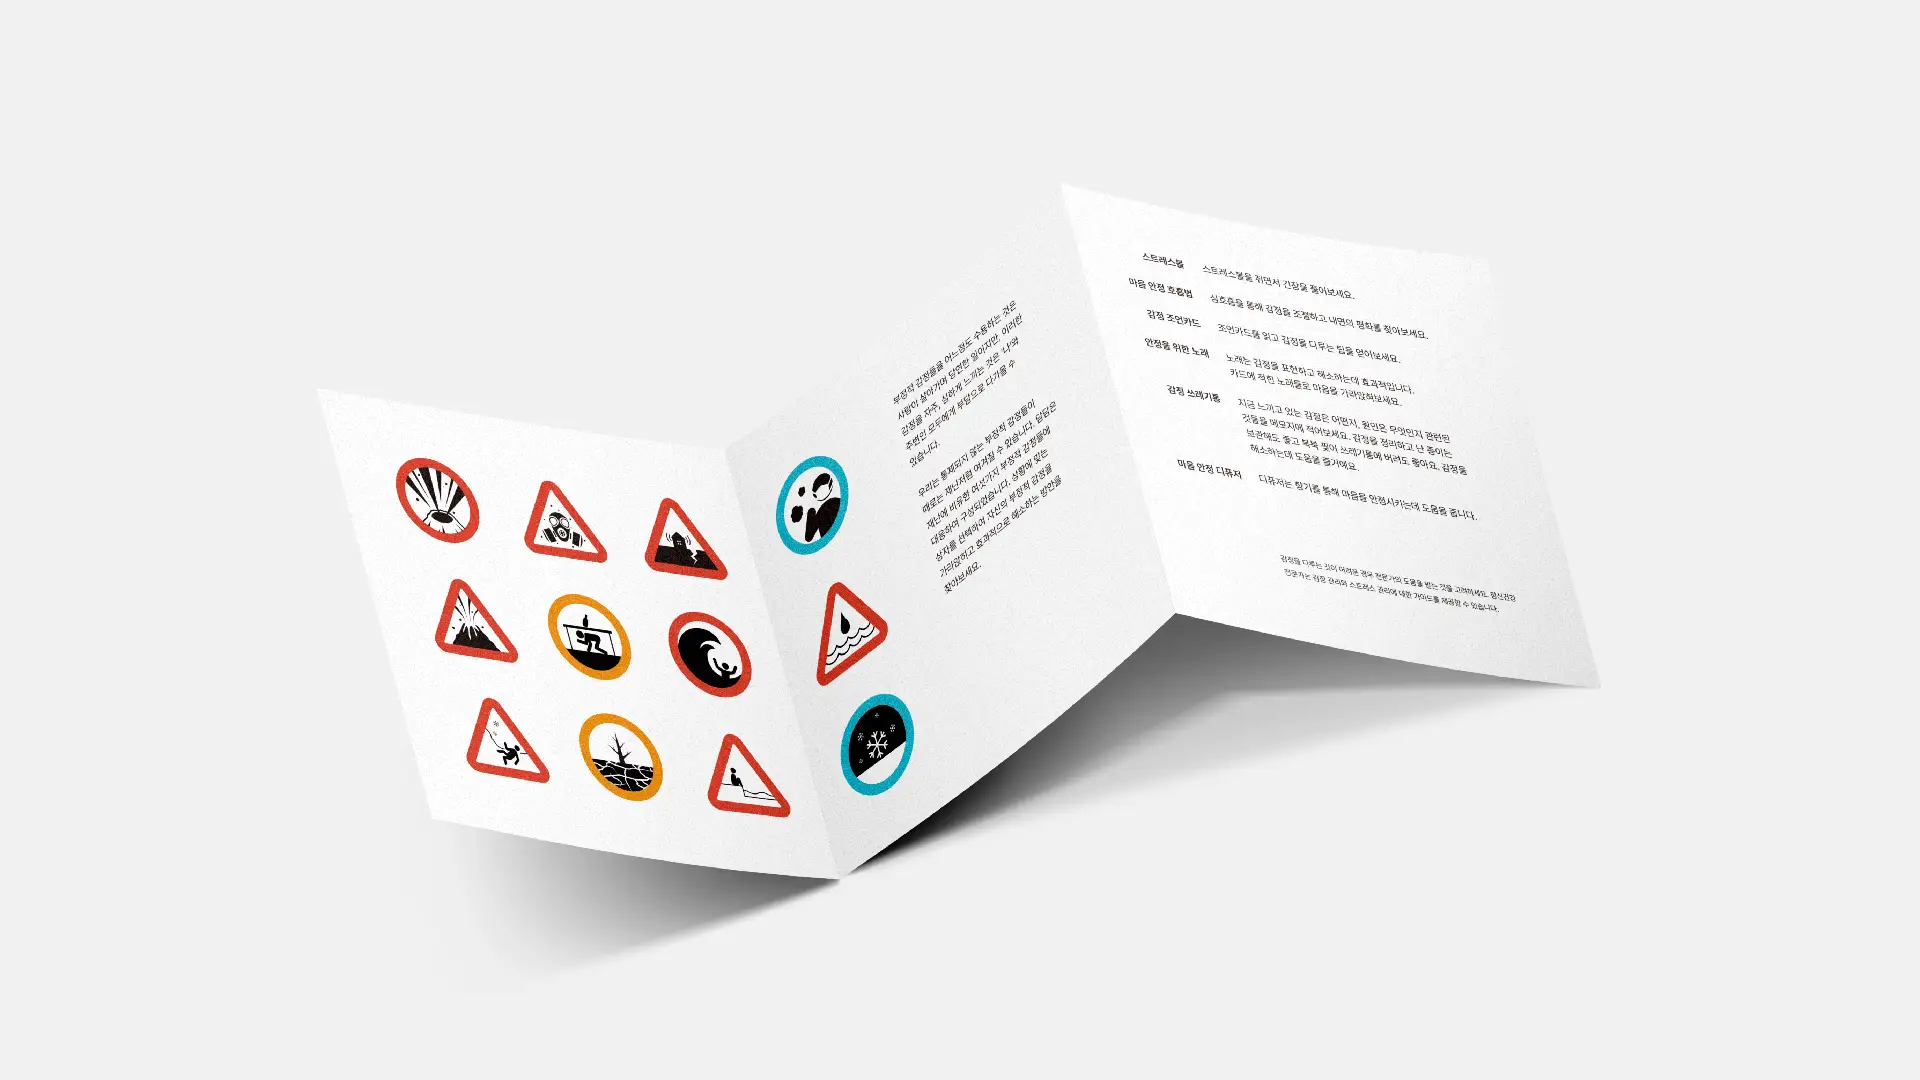 부정적 감정들을 어느정도 수용하는 것은
사람이 살아가며 당연한 일이지만, 이러한
감정을 자주, 심하게 느끼는 것은 '나'와
주변인 모두에게 부담으로 다가올 수
있습니다.
우리는 통제되지 않는 부정적 감정들이
때로는 재난처럼 여겨질 수 있습니다. 담담은
재난에 비유한 여섯가지 부정적 감정들에
대응하여 구성되었습니다. 상황에 맞는
상자를 선택하여 자신의 부정적 감정을
가라앉히고 효과적으로 해소하는 방안을
찾아보세요.
스트레스볼 스트레스볼을 쥐면서 긴장을 풀어보세요.
마음 안정 호흡법 심호흡을 통해 감정을 조절하고 내면의 평화를 찾아보세요.
감정 조언카드 조언카드를 읽고 감정을 다루는 팁을 얻어보세요.
안정을 위한 노래 노래는 감정을 표현하고 해소하는데 효과적입니다.
카드에 적힌 노래들로 마음을 가라앉혀보세요.
감정 쓰레기통 지금 느끼고 있는 감정은 어떤지, 원인은 무엇인지 관련된
것들을 메모지에 적어보세요. 감정을 정리하고 난 종이는
보관해도 좋고 북북 찢어 쓰레기통에 버려도 좋아요. 감정을
해소하는데 도움을 줄거예요.
마음 안정 디퓨저 디퓨저는 향기를 통해 마음을 안정시키는데 도움을 줍니다.
감정을 다루는 것이 어려운 경우 전문가의 도움을 받는 것을 고려하세요. 정신건강
전문가는 감정 관리와 스트레스 관리에 대한 가이드를 제공할 수 있습니다.